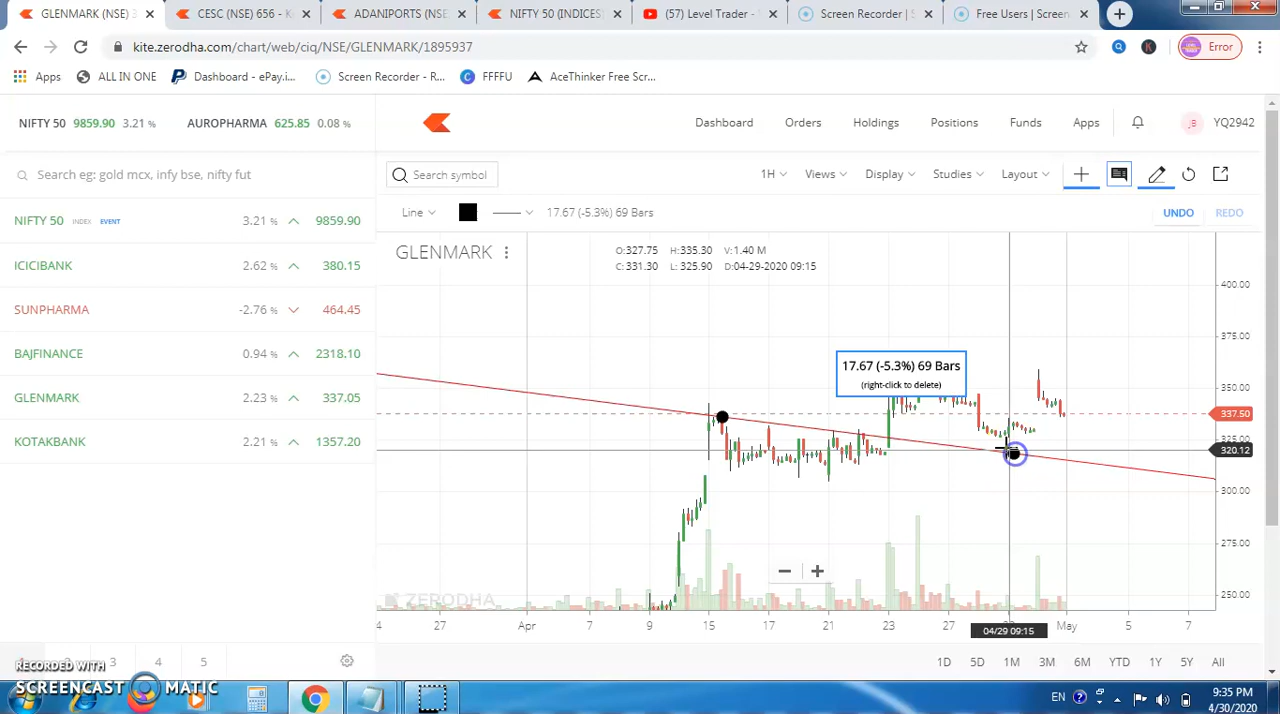 GLENMARK (NSE) 3
CESC (NSE) 656 - K
ADANIPORTS (NSE)
NIFTY 50 (INDICES)
(57) Level Trader -
Screen Recorder | S
Free Users | Screen
kite.zerodha.com/chart/web/ciq/NSE/GLENMARK/1895937
K
Error
Apps
ALL IN ONE
Dashboard - ePay.i...
Screen Recorder - R...
C
FFFFU
AceThinker Free Scr...
NIFTY 50 9859.90 3.21 %
AUROPHARMA 625.85 0.08 %
Dashboard
Orders
Holdings
Positions
Funds
Apps
JB
YQ2942
Search eg: gold mcx, infy bse, nifty fut
Search symbol
1H
Views
Display
Studies
Layout
Line
17.67 (-5.3%) 69 Bars
UNDO
REDO
NIFTY 50 INDEX EVENT 3.21 % 9859.90
ICICIBANK 2.62 % 380.15
SUNPHARMA -2.76 % 464.45
BAJFINANCE 0.94 % 2318.10
GLENMARK 2.23 % 337.05
KOTAKBANK 2.21 % 1357.20
GLENMARK
O:327.75 H:335.30 V:1.40 M
C:331.30 L: 325.90 D:04-29-2020 09:15
17.67 (-5.3%) 69 Bars
(right-click to delete)
400.00
375.00
350.00
337.50
325.00
320.12
300.00
275.00
250.00
ZERODHA
4 27 Apr 7 9 15 17 21 23 27 May 5 7
04/29 09:15
3 4 5
1D 5D 1M 3M 6M YTD 1Y 5Y All
RECORDED WITH
SCREENCAST MATIC
EN
9:35 PM
4/30/2020